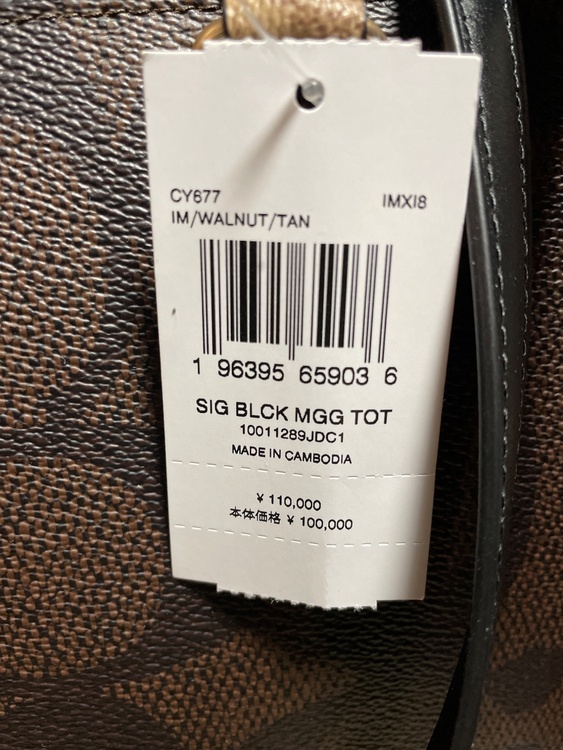 CY677 IMXI8
IM/WALNUT/TAN
1 96395 65903 6
SIG BLCK MGG TOT
10011289JDC1
MADE IN CAMBODIA
¥ 110,000
本体価格 ¥ 100,000